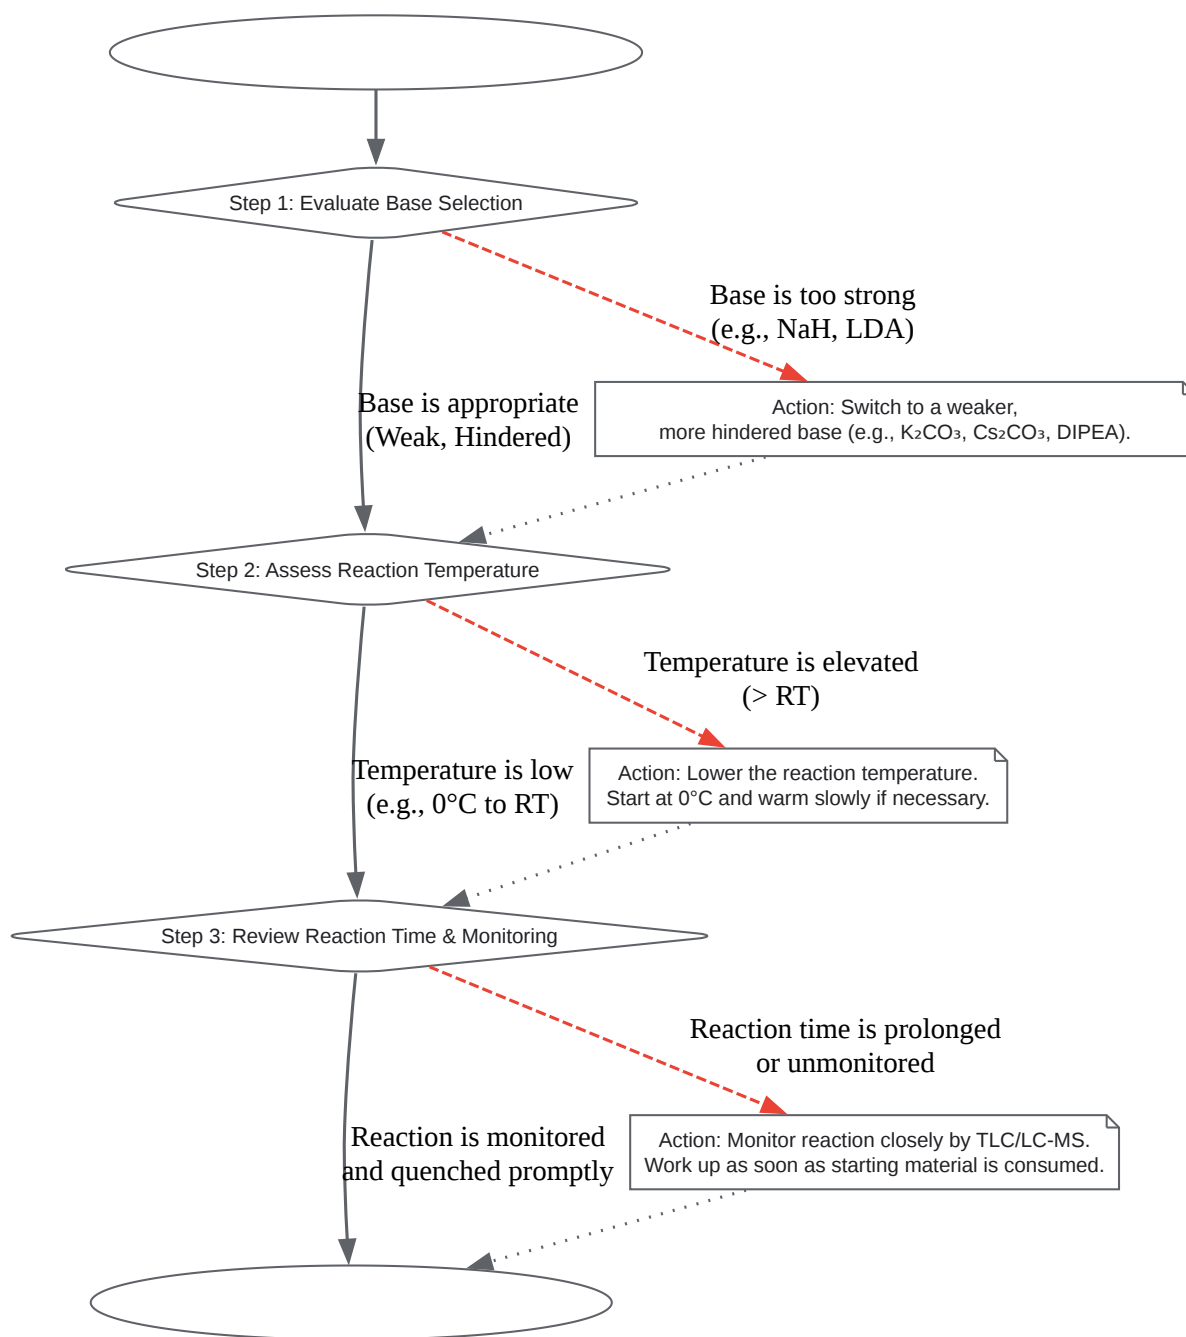 Step 1: Evaluate Base Selection
Base is too strong
(e.g., NaH, LDA)
Base is appropriate
(Weak, Hindered)
Action: Switch to a weaker,
more hindered base (e.g., K₂CO₃, Cs₂CO₃, DIPEA).
Step 2: Assess Reaction Temperature
Temperature is elevated
(> RT)
Temperature is low
(e.g., 0°C to RT)
Action: Lower the reaction temperature.
Start at 0°C and warm slowly if necessary.
Step 3: Review Reaction Time & Monitoring
Reaction time is prolonged
or unmonitored
Reaction is monitored
and quenched promptly
Action: Monitor reaction closely by TLC/LC-MS.
Work up as soon as starting material is consumed.